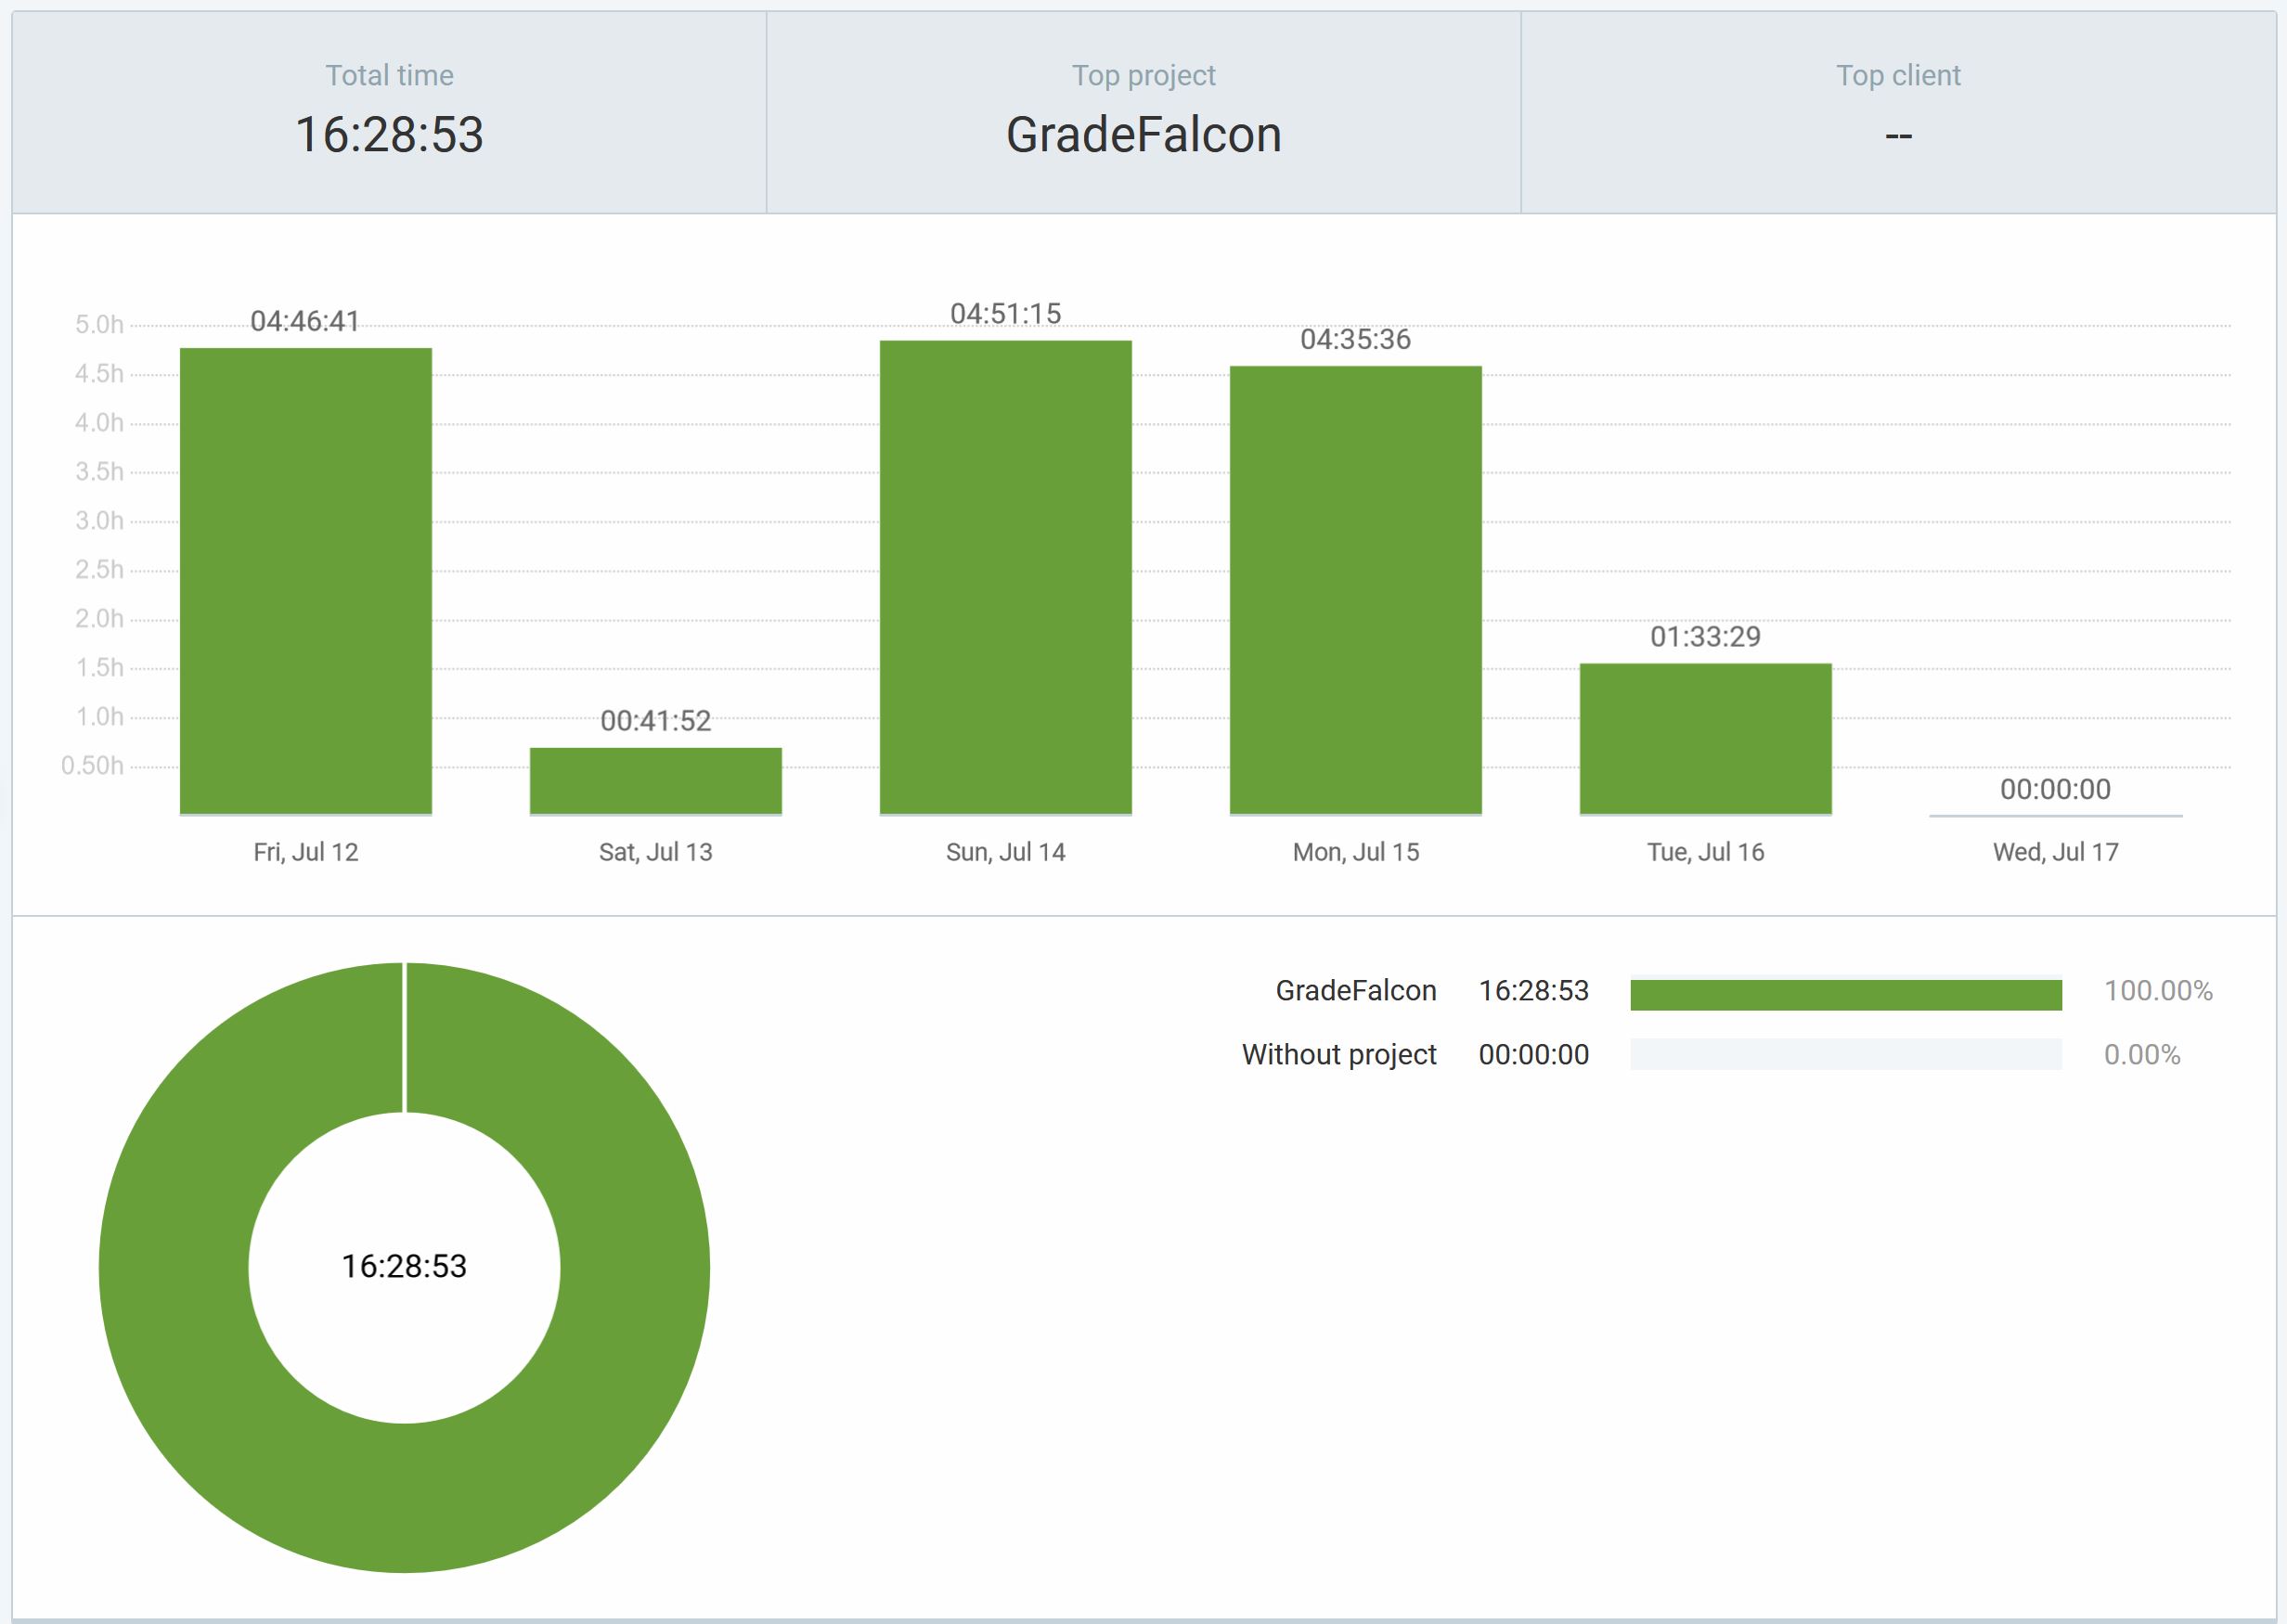 Total time
16:28:53
Top project
GradeFalcon
Top client
--
5.0h
4.5h
4.0h
3.5h
3.0h
2.5h
2.0h
1.5h
1.0h
0.50h
04:46:41
00:41:52
04:51:15
04:35:36
01:33:29
00:00:00
Fri, Jul 12
Sat, Jul 13
Sun, Jul 14
Mon, Jul 15
Tue, Jul 16
Wed, Jul 17
16:28:53
GradeFalcon 16:28:53 100.00%
Without project 00:00:00 0.00%